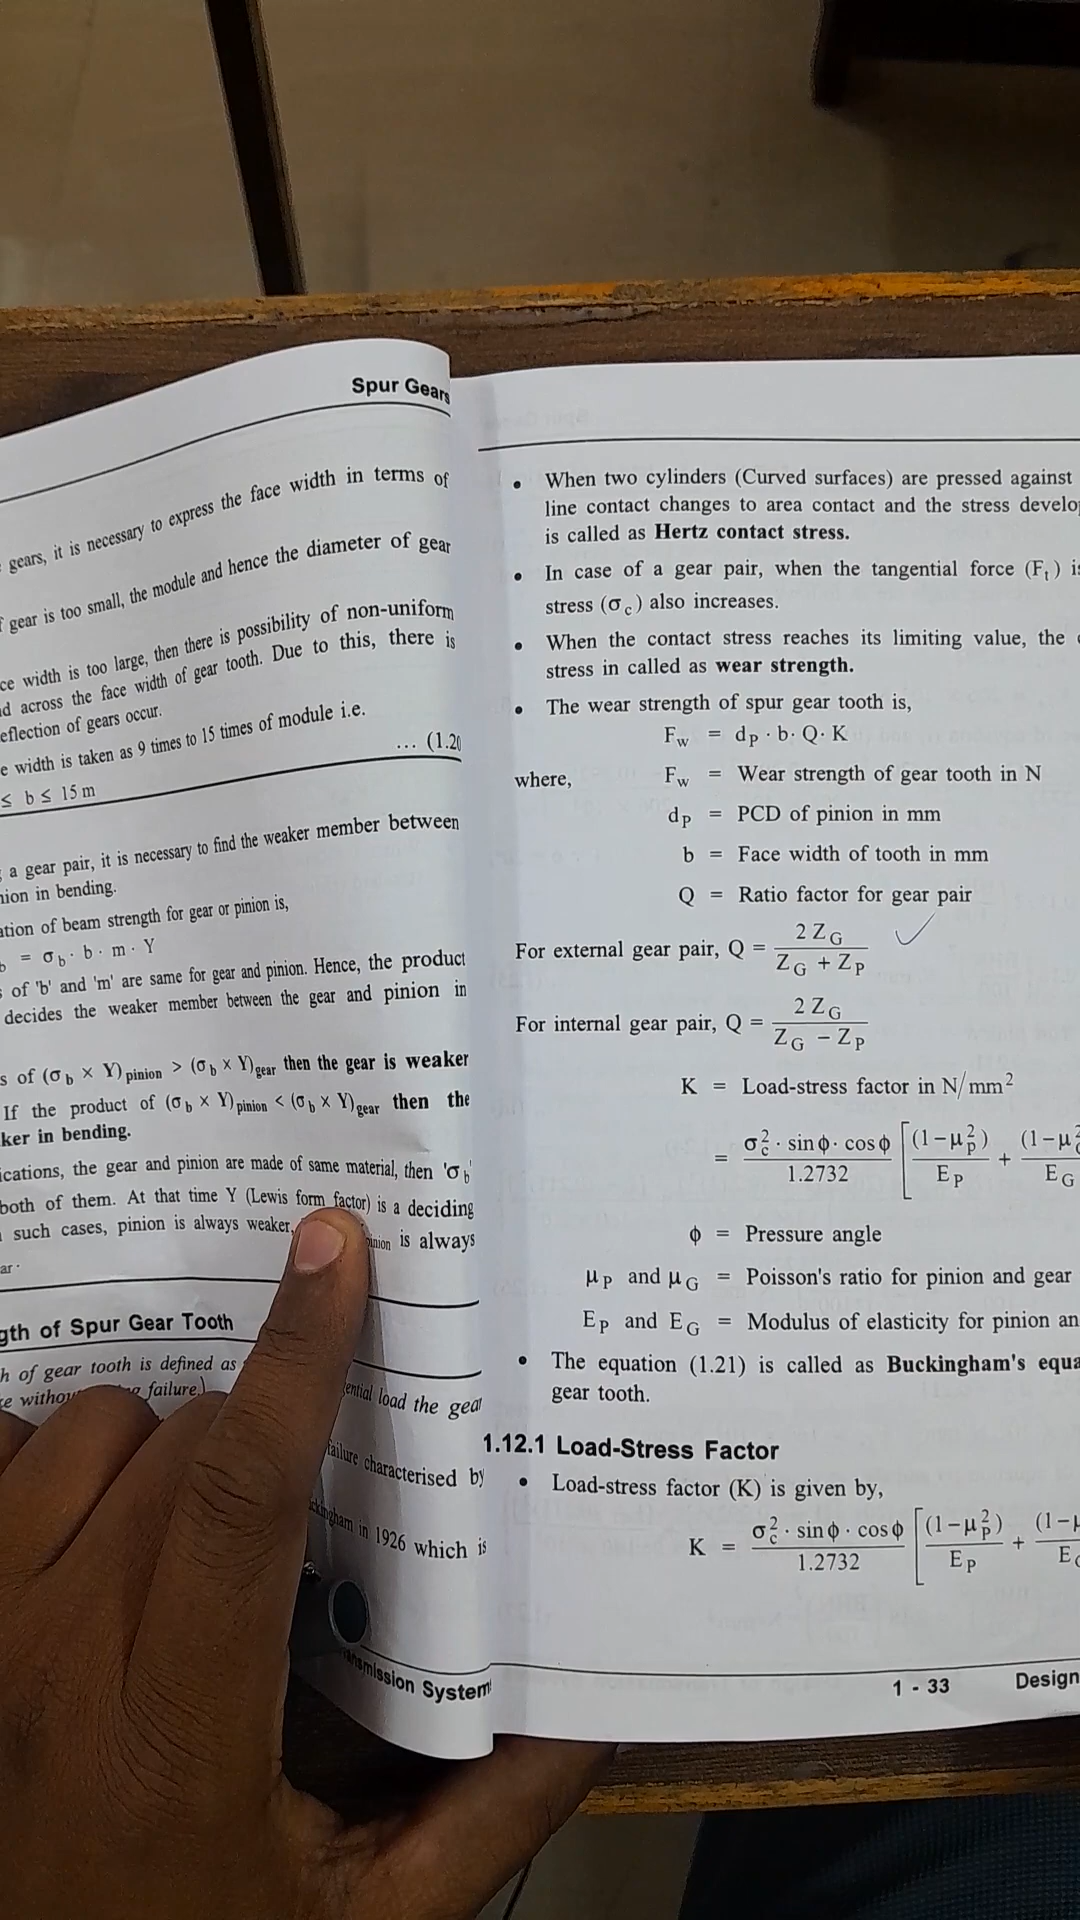 Spur Gears
gears, it is necessary to express the face width in terms of
gear is too small, the module and hence the diameter of gear
width is too large, then there is possibility of non-uniform
across the face width of gear tooth. Due to this, there is
of gears occur.
width is taken as 9 times to 15 times of module i.e.
... (1.20
≤ b ≤ 15 m
a gear pair, it is necessary to find the weaker member between
in bending.
of beam strength for gear or pinion is,
= σb · b · m · Y
of 'b' and 'm' are same for gear and pinion. Hence, the product
decides the weaker member between the gear and pinion in
of (σb × Y)pinion > (σb × Y)gear then the gear is weaker
If the product of (σb × Y)pinion < (σb × Y)gear then the
in bending.
the gear and pinion are made of same material, then 'σb'
both of them. At that time Y (Lewis form factor) is a deciding
such cases, pinion is always weaker, is always
of Spur Gear Tooth
of gear tooth is defined as
failure.)
load the gear
failure characterised by
in 1926 which is
System
When two cylinders (Curved surfaces) are pressed against
line contact changes to area contact and the stress
is called as Hertz contact stress.
In case of a gear pair, when the tangential force (Ft)
stress (σc) also increases.
When the contact stress reaches its limiting value, the
stress in called as wear strength.
The wear strength of spur gear tooth is,
Fw = dP · b · Q · K
where, Fw = Wear strength of gear tooth in N
dP = PCD of pinion in mm
b = Face width of tooth in mm
Q = Ratio factor for gear pair
For external gear pair, Q = 2 ZG / ZG + ZP
For internal gear pair, Q = 2 ZG / ZG − ZP
K = Load-stress factor in N/mm²
= σc² · sin ϕ · cos ϕ / 1.2732 [(1−μP²) / EP + (1−μ / EG
ϕ = Pressure angle
μP and μG = Poisson's ratio for pinion and gear
EP and EG = Modulus of elasticity for pinion
The equation (1.21) is called as Buckingham's
gear tooth.
1.12.1 Load-Stress Factor
Load-stress factor (K) is given by,
K = σc² · sin ϕ · cos ϕ / 1.2732 [(1−μP²) / EP + (1− / E
1 - 33 Design